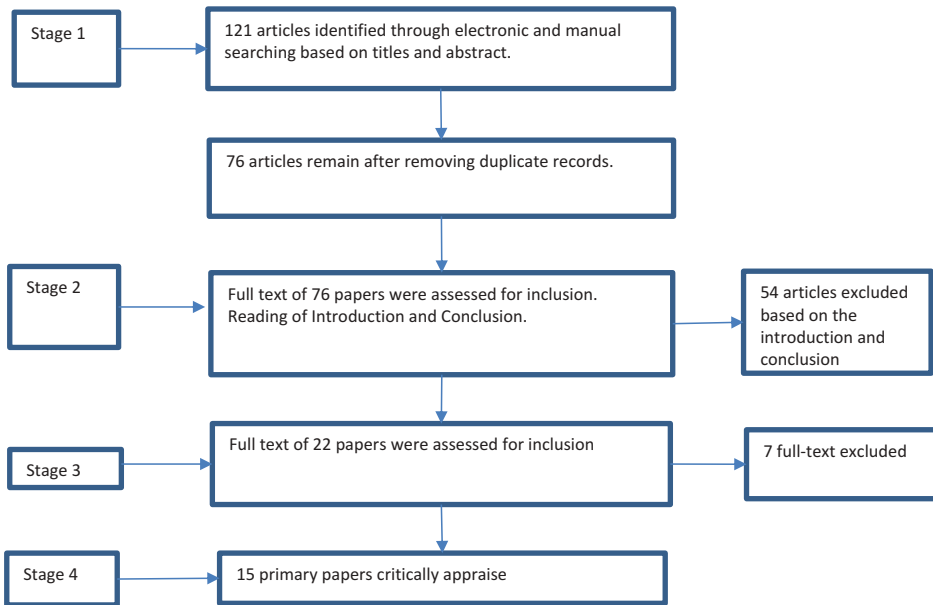 Stage 1
121 articles identified through electronic and manual
searching based on titles and abstract.
76 articles remain after removing duplicate records.
Stage 2
Full text of 76 papers were assessed for inclusion.
Reading of Introduction and Conclusion.
54 articles excluded
based on the
introduction and
conclusion
Stage 3
Full text of 22 papers were assessed for inclusion
7 full-text excluded
Stage 4
15 primary papers critically appraise